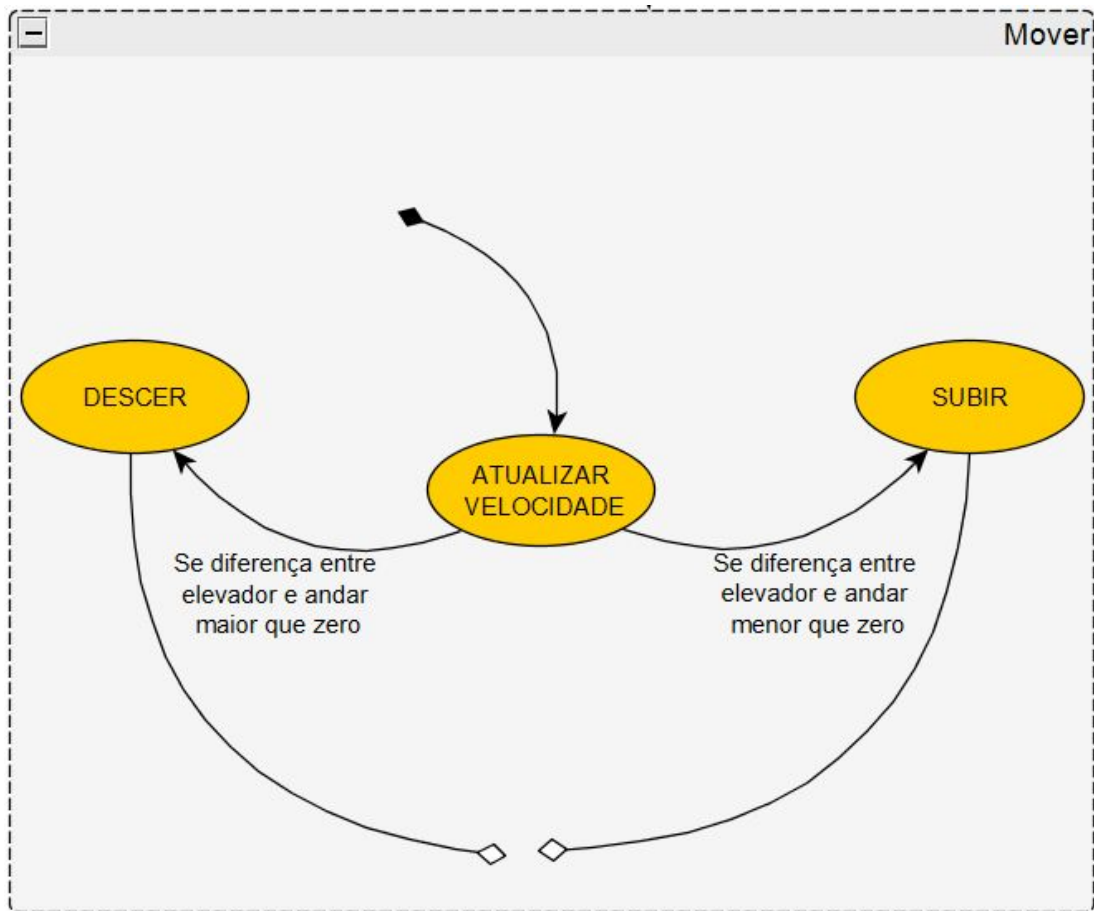 Mover
DESCER
SUBIR
ATUALIZAR
VELOCIDADE
Se diferença entre
elevador e andar
maior que zero
Se diferença entre
elevador e andar
menor que zero